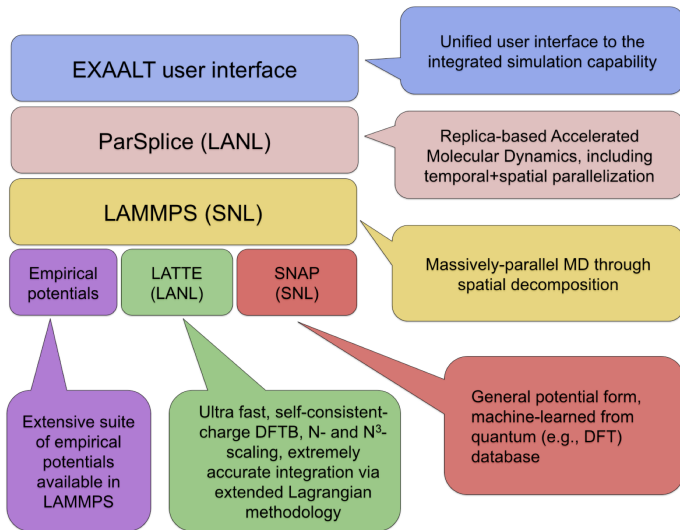 EXAALT user interface
Unified user interface to the
integrated simulation capability
ParSplice (LANL)
Replica-based Accelerated
Molecular Dynamics, including
temporal+spatial parallelization
LAMMPS (SNL)
Empirical
potentials
LATTE
(LANL)
SNAP
(SNL)
Massively-parallel MD through
spatial decomposition
Extensive suite
of empirical
potentials
available in
LAMMPS
Ultra fast, self-consistent-
charge DFTB, N- and N³-
scaling, extremely
accurate integration via
extended Lagrangian
methodology
General potential form,
machine-learned from
quantum (e.g., DFT)
database